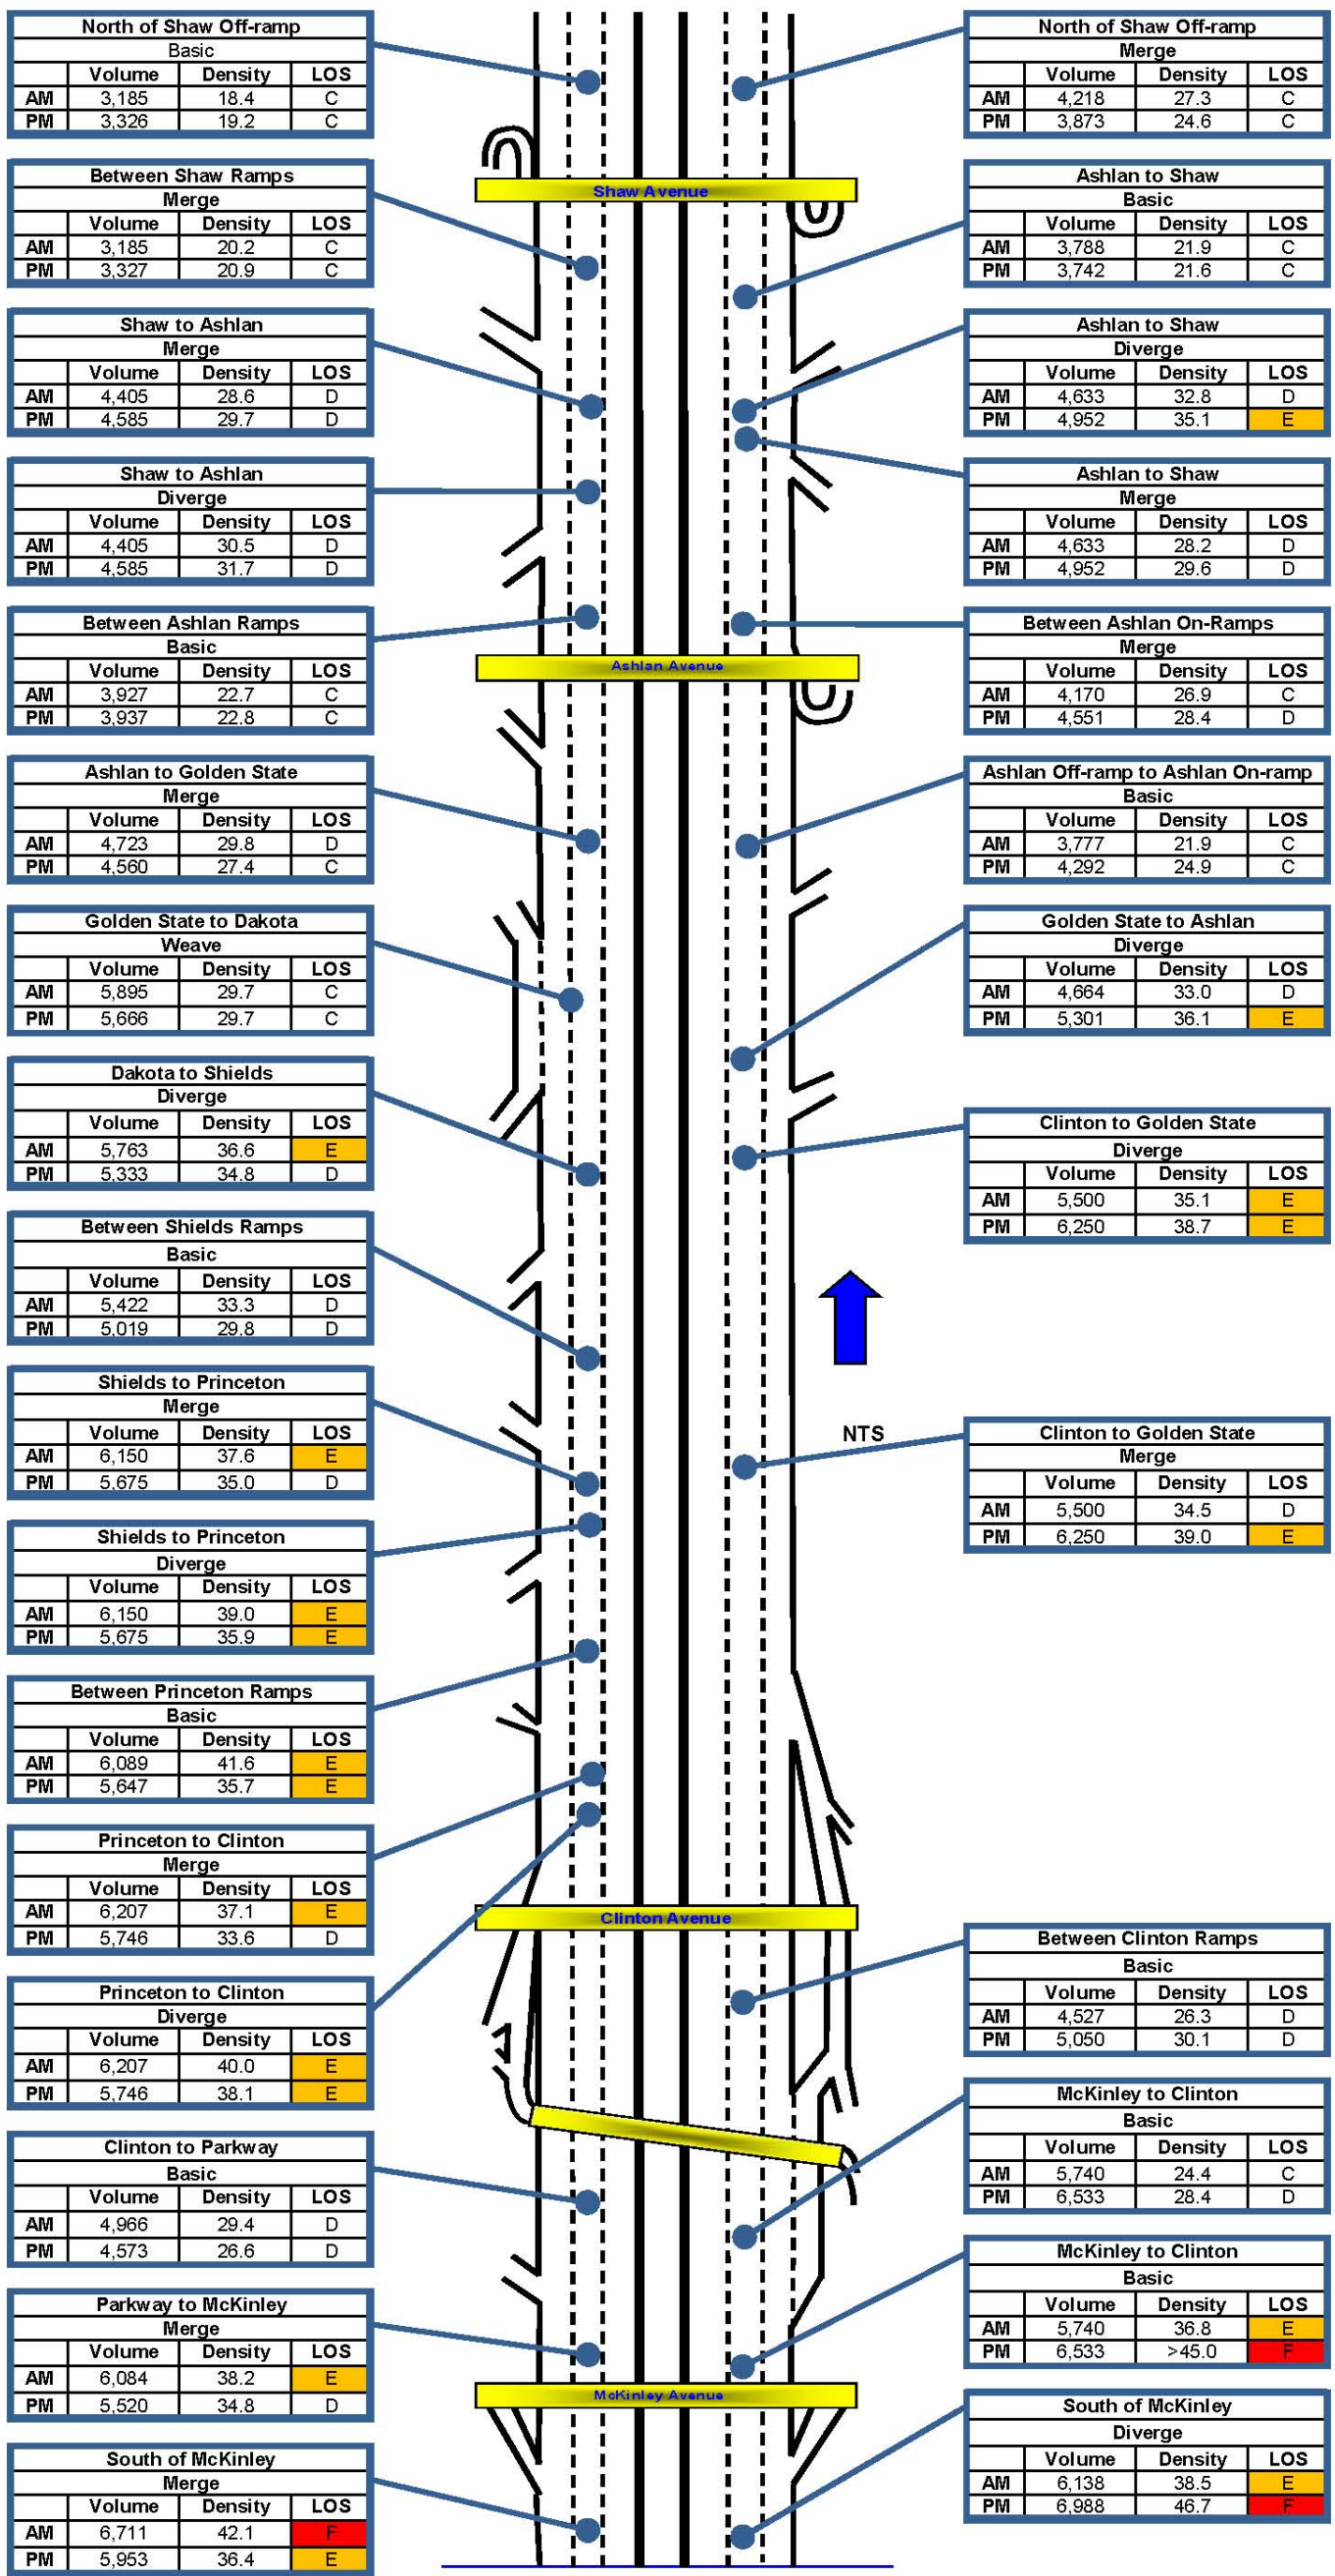 North of Shaw Off-ramp
Basic
Volume Density LOS
AM 3,185 18.4 C
PM 3,326 19.2 C
Between Shaw Ramps
Merge
Volume Density LOS
AM 3,185 20.2 C
PM 3,327 20.9 C
Shaw to Ashlan
Merge
Volume Density LOS
AM 4,405 28.6 D
PM 4,585 29.7 D
Shaw to Ashlan
Diverge
Volume Density LOS
AM 4,405 30.5 D
PM 4,585 31.7 D
Between Ashlan Ramps
Basic
Volume Density LOS
AM 3,927 22.7 C
PM 3,937 22.8 C
Ashlan to Golden State
Merge
Volume Density LOS
AM 4,723 29.8 D
PM 4,560 27.4 C
Golden State to Dakota
Weave
Volume Density LOS
AM 5,895 29.7 C
PM 5,666 29.7 C
Dakota to Shields
Diverge
Volume Density LOS
AM 5,763 36.6 E
PM 5,333 34.8 D
Between Shields Ramps
Basic
Volume Density LOS
AM 5,422 33.3 D
PM 5,019 29.8 D
Shields to Princeton
Merge
Volume Density LOS
AM 6,150 37.6 E
PM 5,675 35.0 D
Shields to Princeton
Diverge
Volume Density LOS
AM 6,150 39.0 E
PM 5,675 35.9 E
Between Princeton Ramps
Basic
Volume Density LOS
AM 6,089 41.6 E
PM 5,647 35.7 E
Princeton to Clinton
Merge
Volume Density LOS
AM 6,207 37.1 E
PM 5,746 33.6 D
Princeton to Clinton
Diverge
Volume Density LOS
AM 6,207 40.0 E
PM 5,746 38.1 E
Clinton to Parkway
Basic
Volume Density LOS
AM 4,966 29.4 D
PM 4,573 26.6 D
Parkway to McKinley
Merge
Volume Density LOS
AM 6,084 38.2 E
PM 5,520 34.8 D
South of McKinley
Merge
Volume Density LOS
AM 6,711 42.1 F
PM 5,953 36.4 E
Shaw Avenue
Ashlan Avenue
NTS
Clinton Avenue
McKinley Avenue
North of Shaw Off-ramp
Merge
Volume Density LOS
AM 4,218 27.3 C
PM 3,873 24.6 C
Ashlan to Shaw
Basic
Volume Density LOS
AM 3,788 21.9 C
PM 3,742 21.6 C
Ashlan to Shaw
Diverge
Volume Density LOS
AM 4,633 32.8 D
PM 4,952 35.1 E
Ashlan to Shaw
Merge
Volume Density LOS
AM 4,633 28.2 D
PM 4,952 29.6 D
Between Ashlan On-Ramps
Merge
Volume Density LOS
AM 4,170 26.9 C
PM 4,551 28.4 D
Ashlan Off-ramp to Ashlan On-ramp
Basic
Volume Density LOS
AM 3,777 21.9 C
PM 4,292 24.9 C
Golden State to Ashlan
Diverge
Volume Density LOS
AM 4,664 33.0 D
PM 5,301 36.1 E
Clinton to Golden State
Diverge
Volume Density LOS
AM 5,500 35.1 E
PM 6,250 38.7 E
Clinton to Golden State
Merge
Volume Density LOS
AM 5,500 34.5 D
PM 6,250 39.0 E
Between Clinton Ramps
Basic
Volume Density LOS
AM 4,527 26.3 D
PM 5,050 30.1 D
McKinley to Clinton
Basic
Volume Density LOS
AM 5,740 24.4 C
PM 6,533 28.4 D
McKinley to Clinton
Basic
Volume Density LOS
AM 5,740 36.8 E
PM 6,533 >45.0 F
South of McKinley
Diverge
Volume Density LOS
AM 6,138 38.5 E
PM 6,988 46.7 F